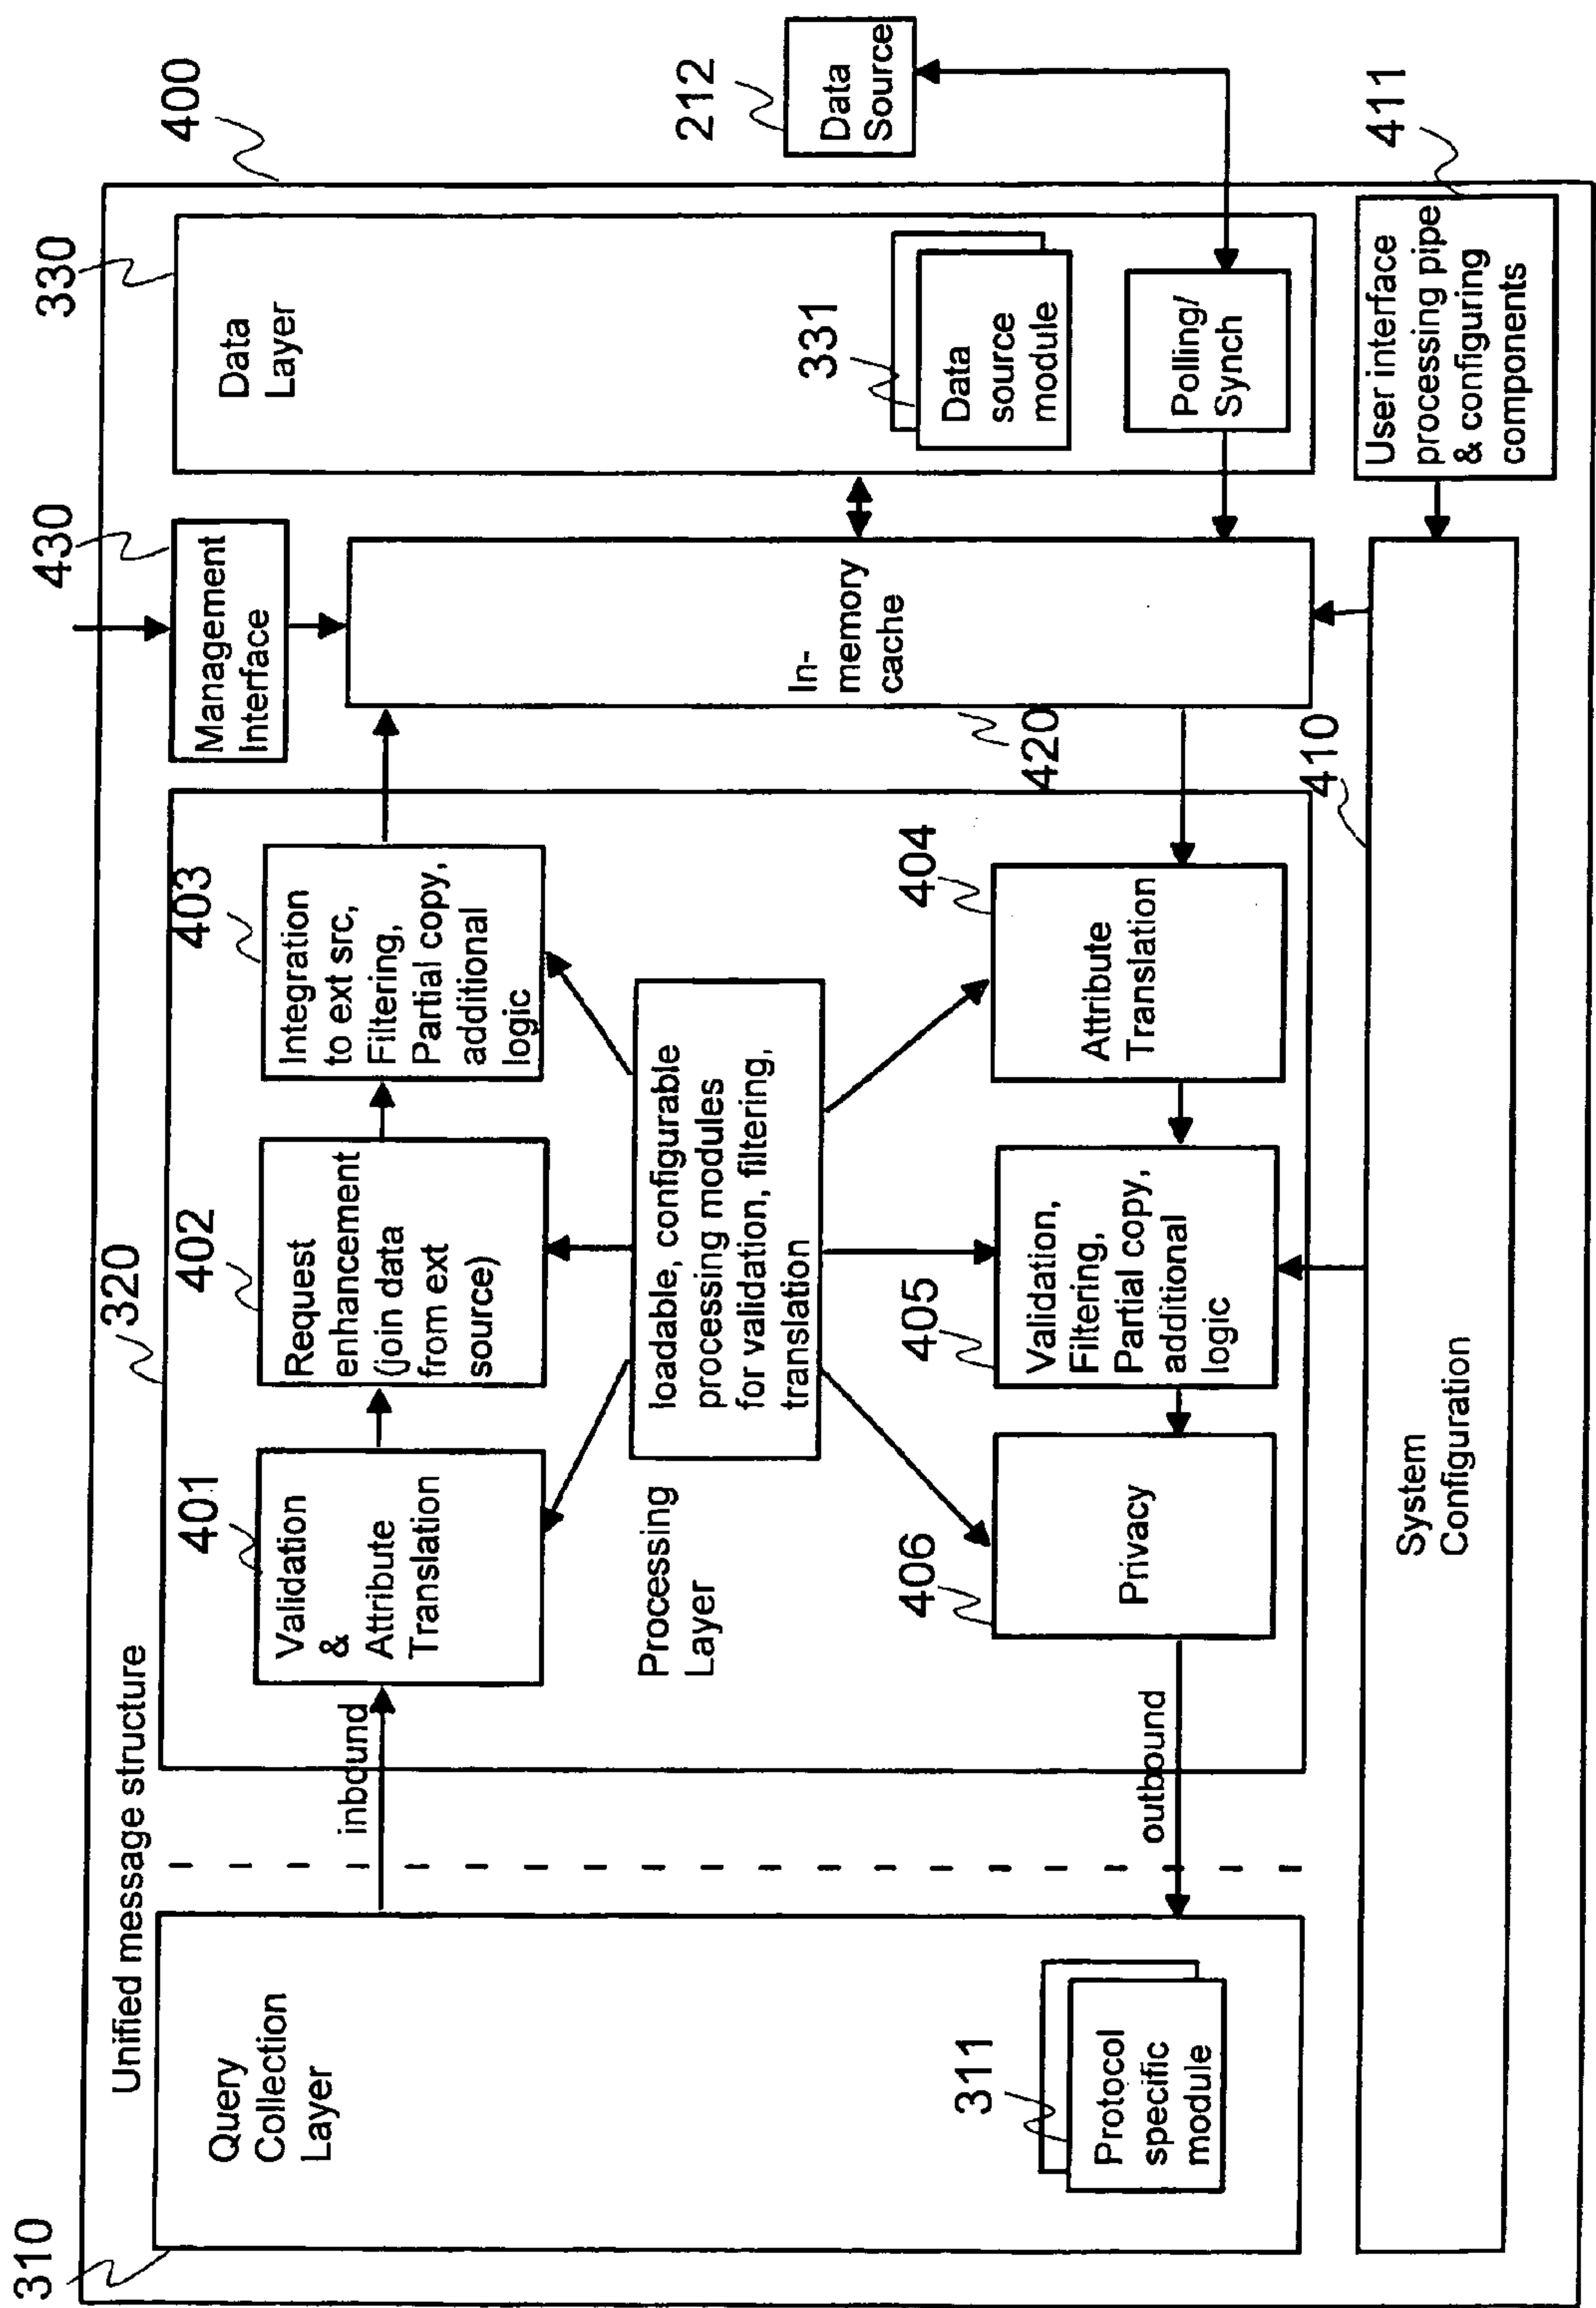 310
Unified message structure
320
430
330
400
Query
Collection
Layer
311
Protocol
specific
module
inbound
outbound
401
Validation
&
Attribute
Translation
402
Request
enhancement
(join data
from ext
source)
403
Integration
to ext src,
Filtering,
Partial copy,
additional
logic
Processing
Layer
loadable, configurable
processing modules
for validation, filtering,
translation
406
Privacy
405
Validation,
Filtering,
Partial copy,
additional
logic
404
Attribute
Translation
Management
Interface
In-
memory
cache
420
Data
Layer
331
Data
source
module
Polling/
Synch
212
Data
Source
410
System
Configuration
411
User interface
processing pipe
& configuring
components